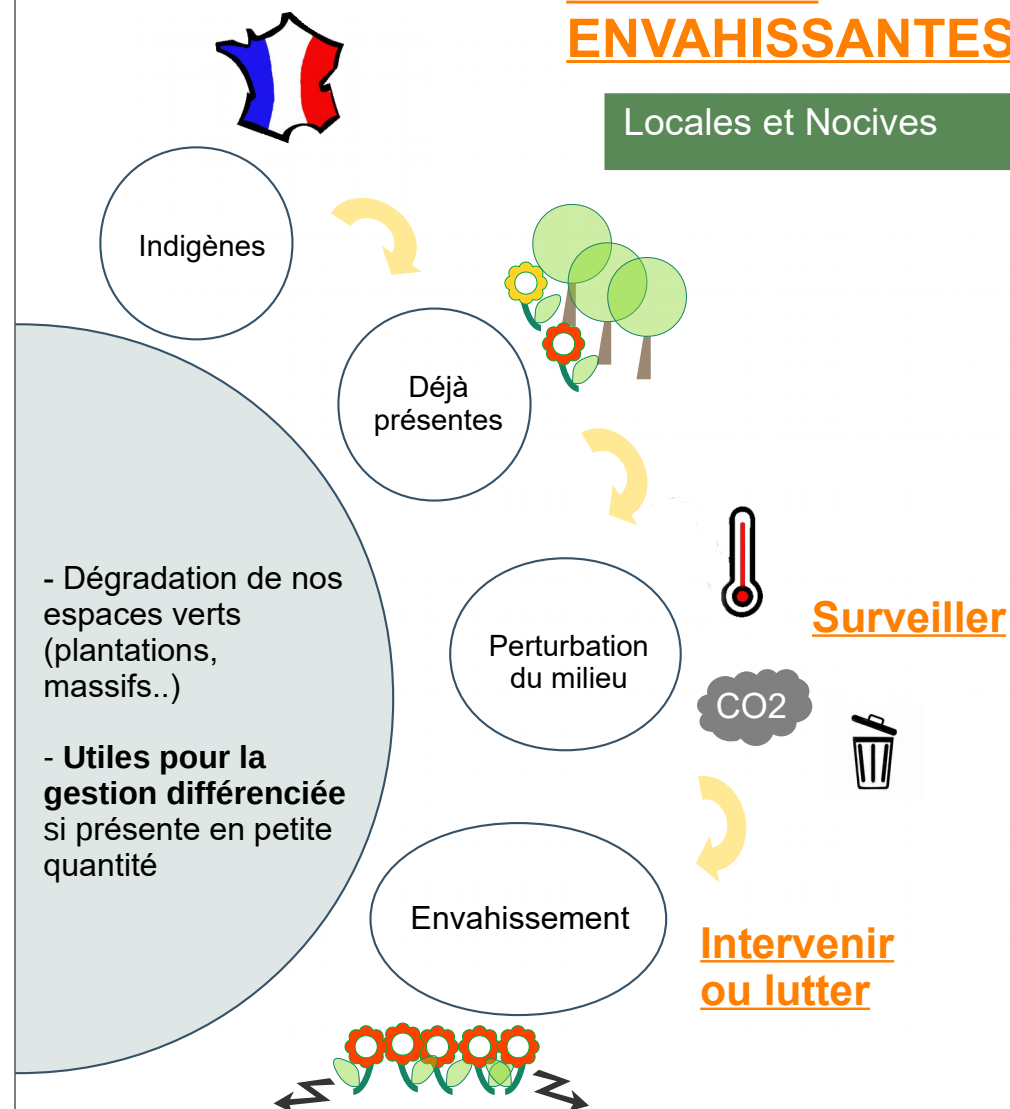 ENVAHISSANTES
Locales et Nocives
Indigènes
Déjà
présentes
Perturbation
du milieu
Surveiller
CO2
- Dégradation de nos
espaces verts
(plantations,
massifs..)
- Utiles pour la
gestion différenciée
si présente en petite
quantité
Envahissement
Intervenir
ou lutter